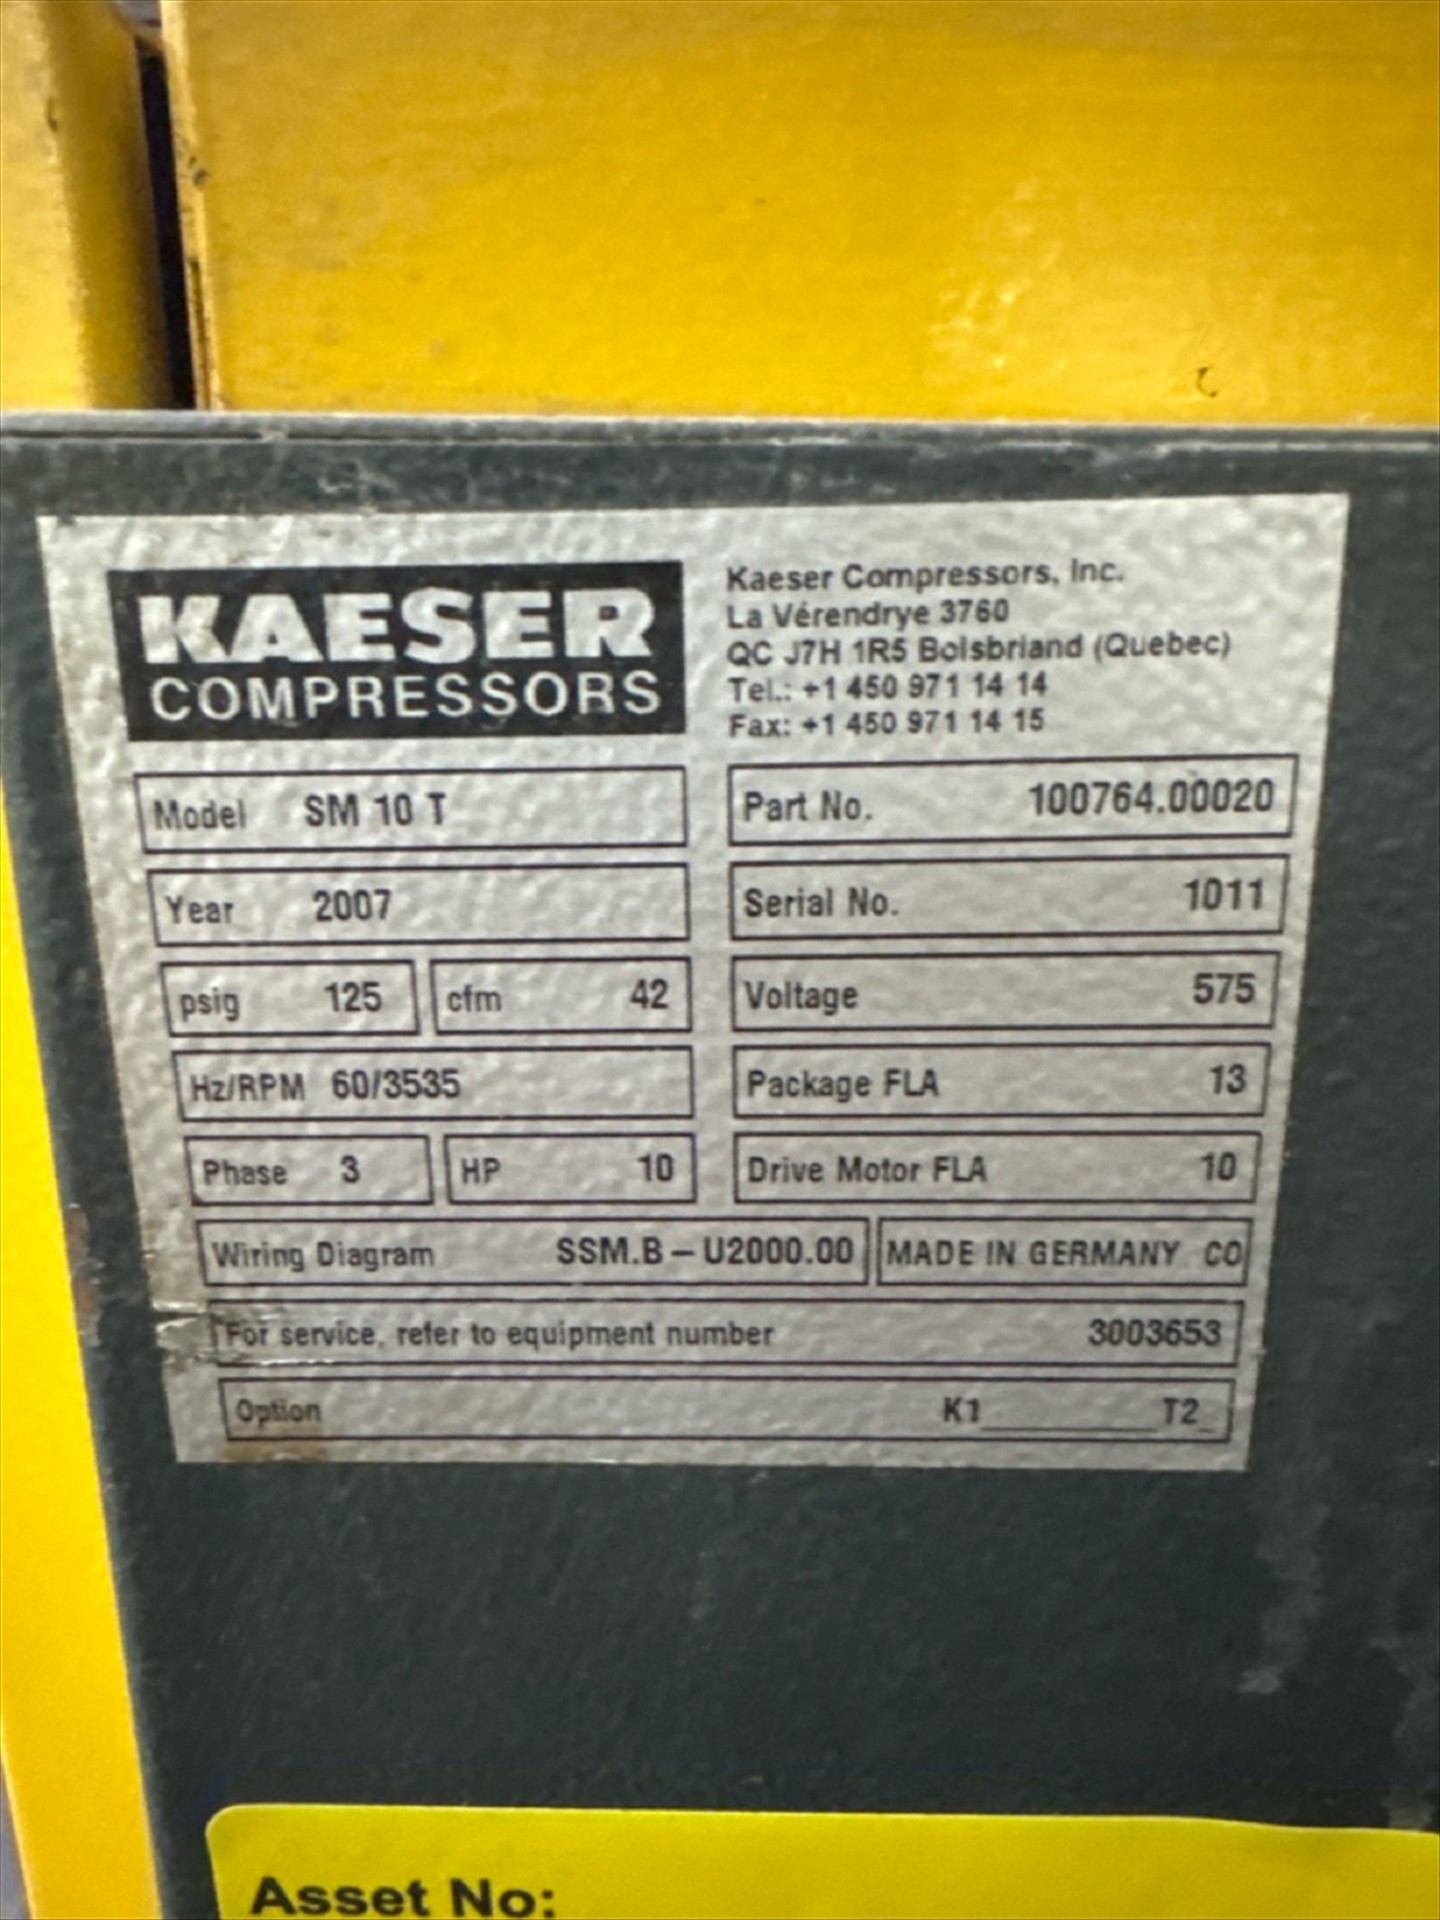 KAESER
COMPRESSORS
Kaeser Compressors, Inc.
La Vérendrye 3760
QC J7H 1R5 Boisbriand (Quebec)
Tel.: +1 450 971 14 14
Fax: +1 450 971 14 15
Model SM 10 T
Part No. 100764.00020
Year 2007
Serial No. 1011
psig 125 cfm 42
Voltage 575
Hz/RPM 60/3535
Package FLA 13
Phase 3 HP 10
Drive Motor FLA 10
Wiring Diagram SSM.B – U2000.00 MADE IN GERMANY CO
For service, refer to equipment number 3003653
Option K1__________T2_
Asset No: